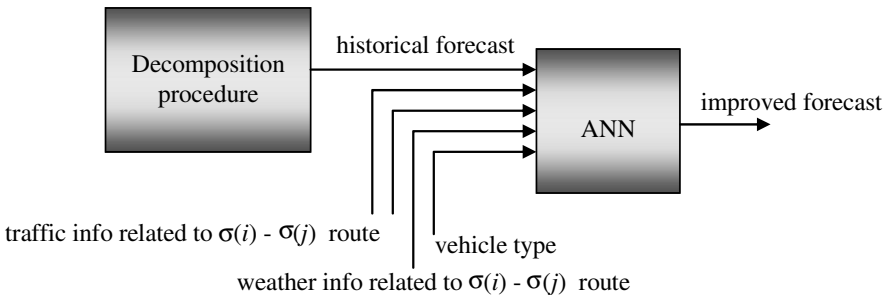 Decomposition
procedure
historical forecast
ANN
improved forecast
traffic info related to σ(i) - σ(j) route
vehicle type
weather info related to σ(i) - σ(j) route